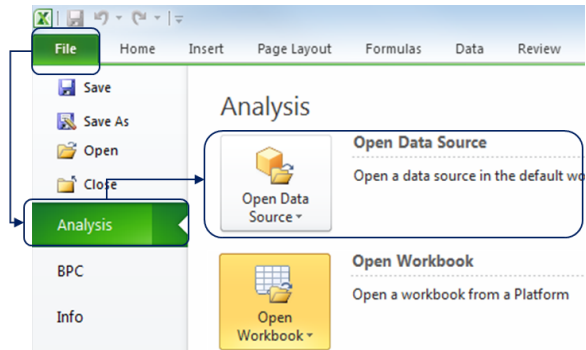 File Home Insert Page Layout Formulas Data Review
Save
Save As
Open
Close
Analysis
BPC
Info
Analysis
Open Data
Source
Open Data Source
Open a data source in the default wo
Open
Workbook
Open Workbook
Open a workbook from a Platform